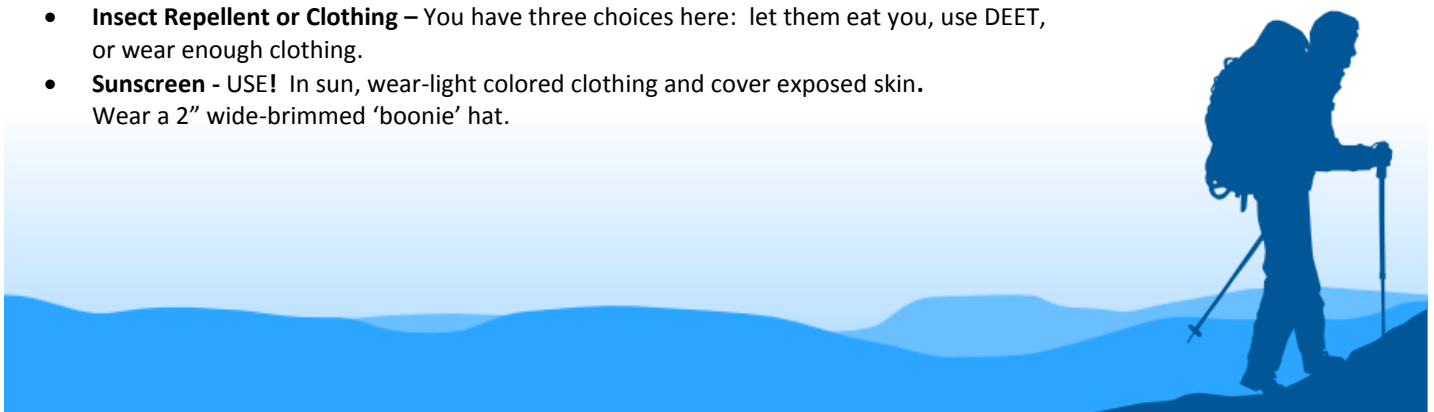 • Insect Repellent or Clothing – You have three choices here:  let them eat you, use DEET,
or wear enough clothing.
• Sunscreen - USE!  In sun, wear-light colored clothing and cover exposed skin.
Wear a 2” wide-brimmed ‘boonie’ hat.